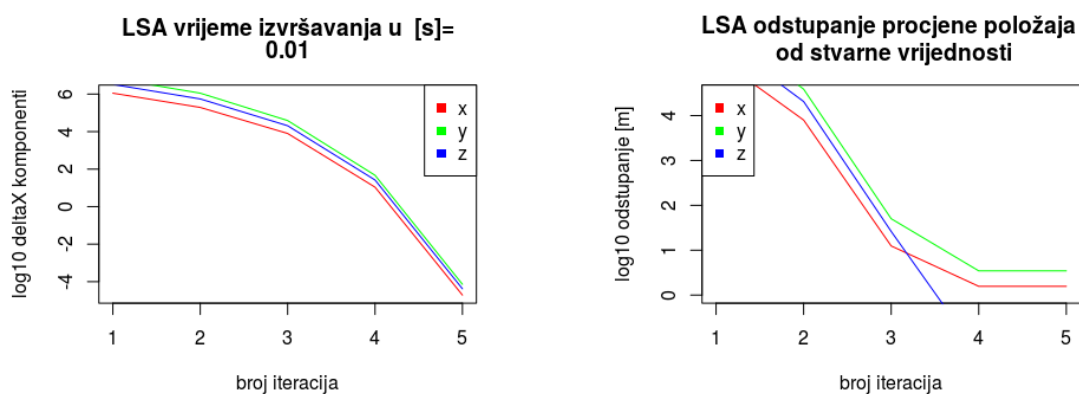 LSA vrijeme izvršavanja u [s]=
0.01
log10 deltaX komponenti
6
4
2
0
-2
-4
x
y
z
1 2 3 4 5
broj iteracija
LSA odstupanje procjene položaja
od stvarne vrijednosti
log10 odstupanje [m]
4
3
2
1
0
x
y
z
1 2 3 4 5
broj iteracija